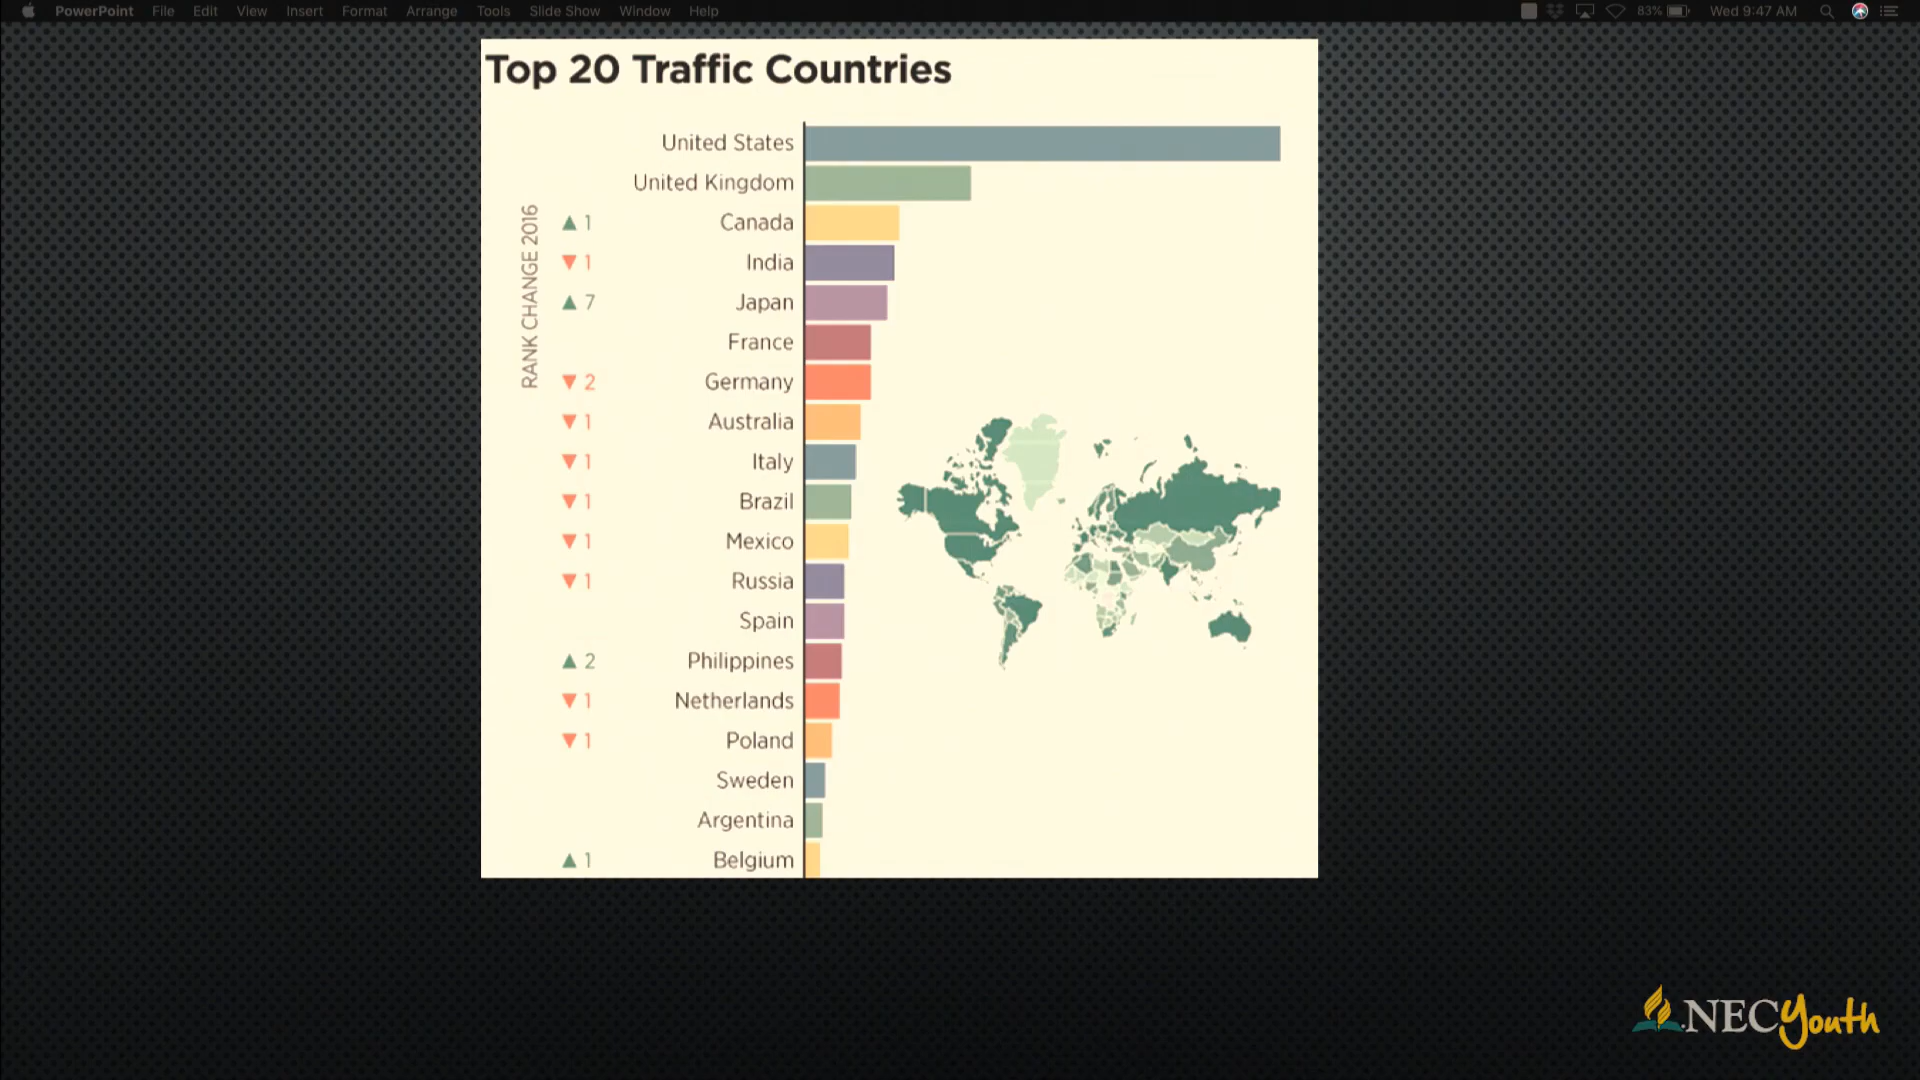 PowerPoint File Edit View Insert Format Arrange Tools Slide Show Window Help 83% Wed 9:47 AM
Top 20 Traffic Countries
RANK CHANGE 2016
United States
United Kingdom
▲ 1 Canada
▼ 1 India
▲ 7 Japan
France
▼ 2 Germany
▼ 1 Australia
▼ 1 Italy
▼ 1 Brazil
▼ 1 Mexico
▼ 1 Russia
Spain
▲ 2 Philippines
▼ 1 Netherlands
▼ 1 Poland
Sweden
Argentina
▲ 1 Belgium
NECYouth